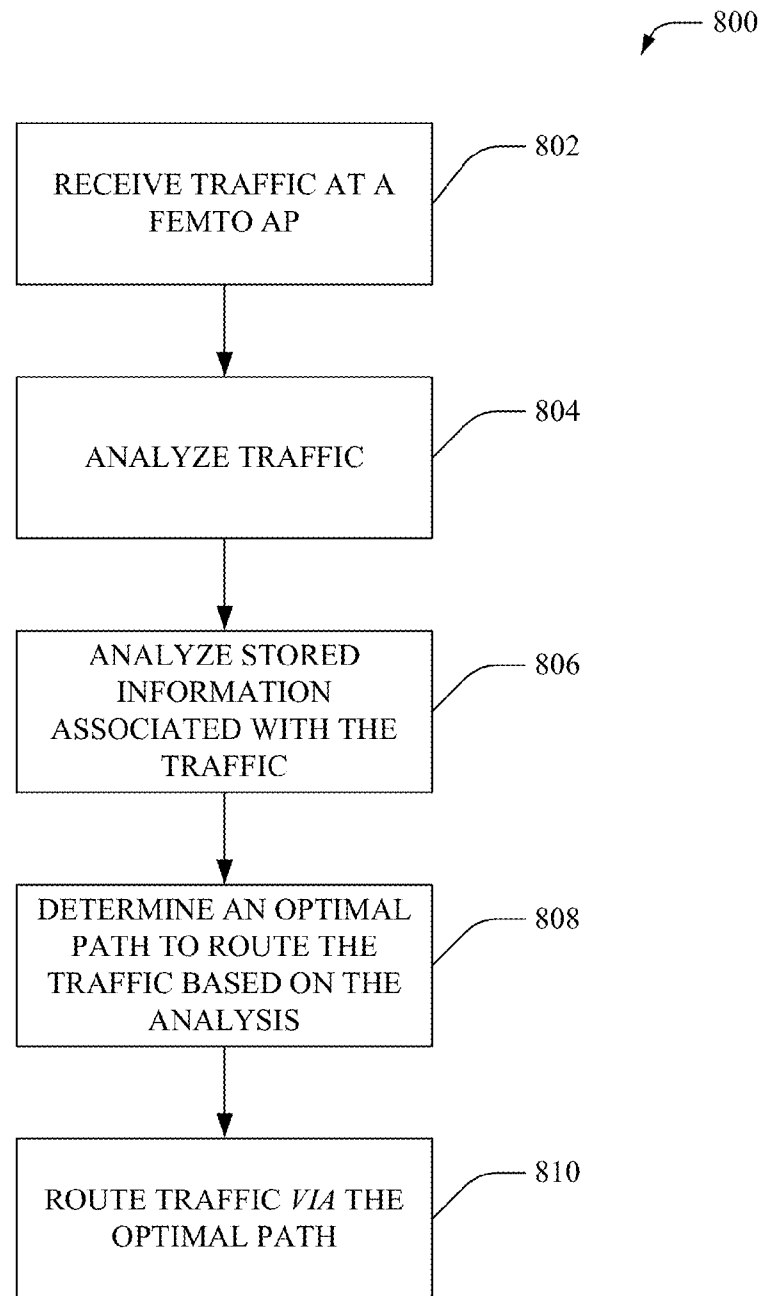 800
RECEIVE TRAFFIC AT A
FEMTO AP
802
ANALYZE TRAFFIC
804
ANALYZE STORED
INFORMATION
ASSOCIATED WITH THE
TRAFFIC
806
DETERMINE AN OPTIMAL
PATH TO ROUTE THE
TRAFFIC BASED ON THE
ANALYSIS
808
ROUTE TRAFFIC VIA THE
OPTIMAL PATH
810